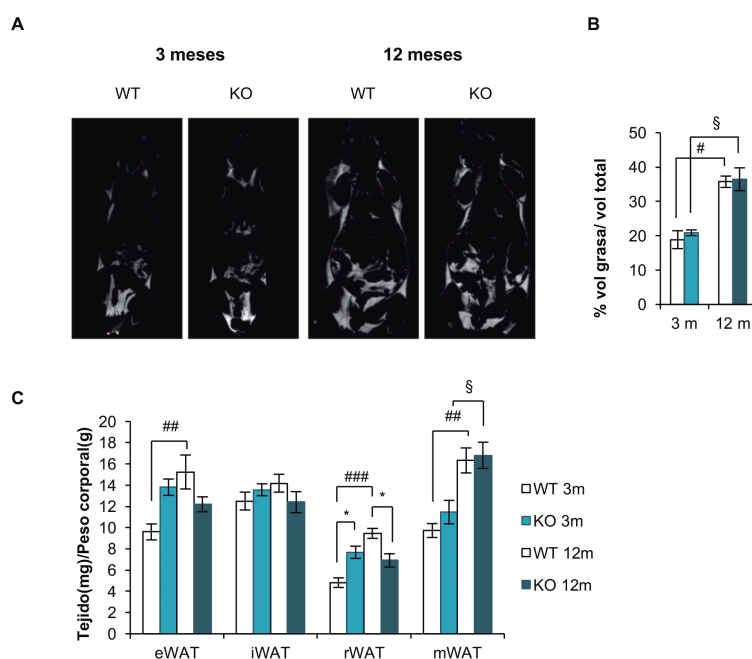 A
3 meses
12 meses
WT
KO
WT
KO
B
% vol grasa/ vol total
50
40
30
20
10
0
#
§
3 m
12 m
C
Tejido(mg)/Peso corporal(g)
20
18
16
14
12
10
8
6
4
2
0
##
###
*
*
##
§
eWAT
iWAT
rWAT
mWAT
WT 3m
KO 3m
WT 12m
KO 12m